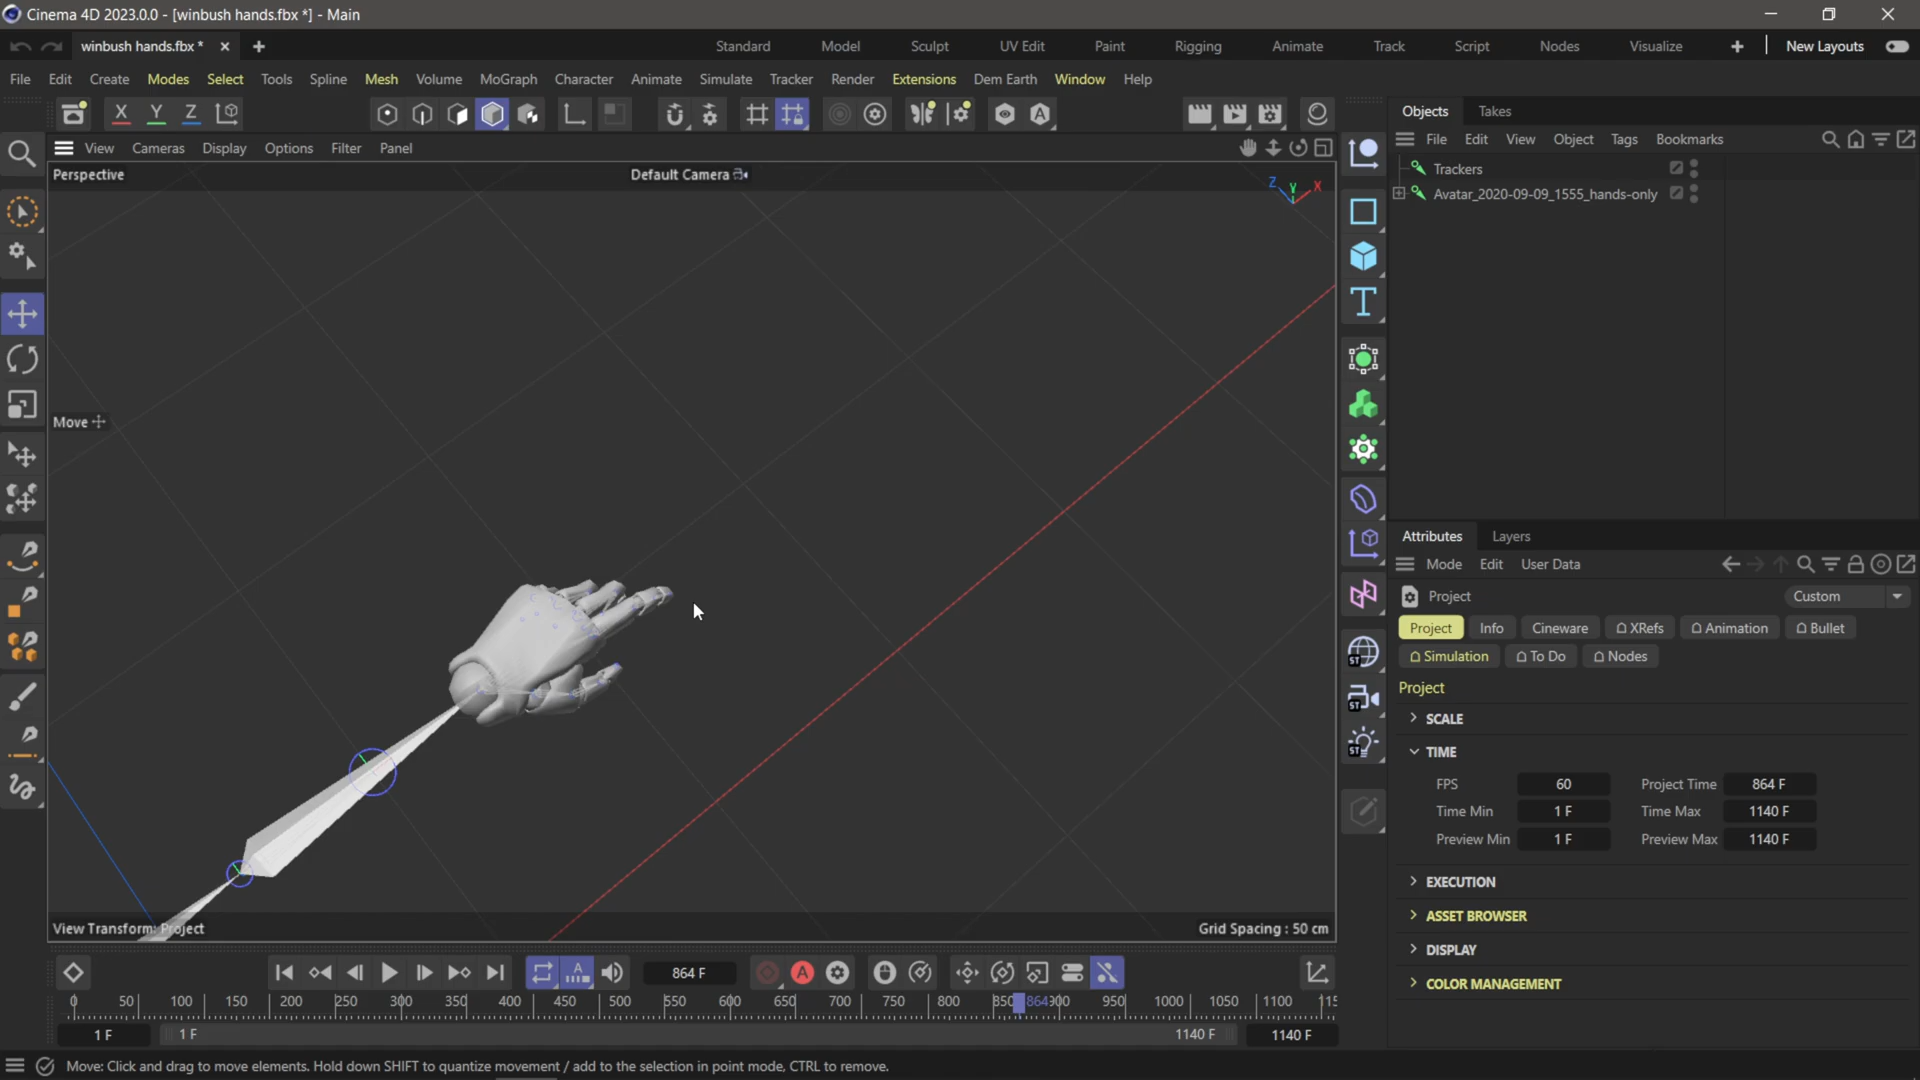 Cinema 4D 2023.0.0 - [winbush hands.fbx *] - Main
winbush hands.fbx * × +
Standard Model Sculpt UV Edit Paint Rigging Animate Track Script Nodes Visualize + New Layouts
File Edit Create Modes Select Tools Spline Mesh Volume MoGraph Character Animate Simulate Tracker Render Extensions Dem Earth Window Help
X Y Z
Objects Takes
View Cameras Display Options Filter Panel
File Edit View Object Tags Bookmarks
Perspective
Default Camera
Z Y X
Trackers
Avatar_2020-09-09_1555_hands-only
Move
Attributes Layers
Mode Edit User Data
Project
Custom
Project Info Cineware XRefs Animation Bullet
Simulation To Do Nodes
Project
SCALE
TIME
FPS 60 Project Time 864 F
Time Min 1 F Time Max 1140 F
Preview Min 1 F Preview Max 1140 F
EXECUTION
ASSET BROWSER
DISPLAY
COLOR MANAGEMENT
ST
ST
ST
View Transform: Project
Grid Spacing : 50 cm
A 864 F A
0 50 100 150 200 250 300 350 400 450 500 550 600 650 700 750 800 850 864 900 950 1000 1050 1100 115
1 F 1 F 1140 F 1140 F
Move: Click and drag to move elements. Hold down SHIFT to quantize movement / add to the selection in point mode, CTRL to remove.